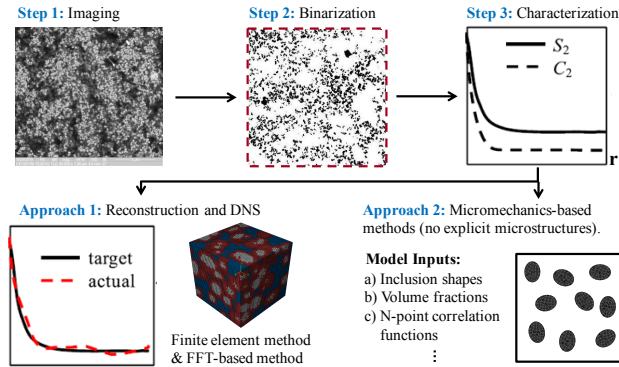 Step 1: Imaging
Step 2: Binarization
Step 3: Characterization
S₂
C₂
r
Approach 1: Reconstruction and DNS
target
actual
Finite element method
& FFT-based method
Approach 2: Micromechanics-based
methods (no explicit microstructures).
Model Inputs:
a) Inclusion shapes
b) Volume fractions
c) N-point correlation
functions
⋮